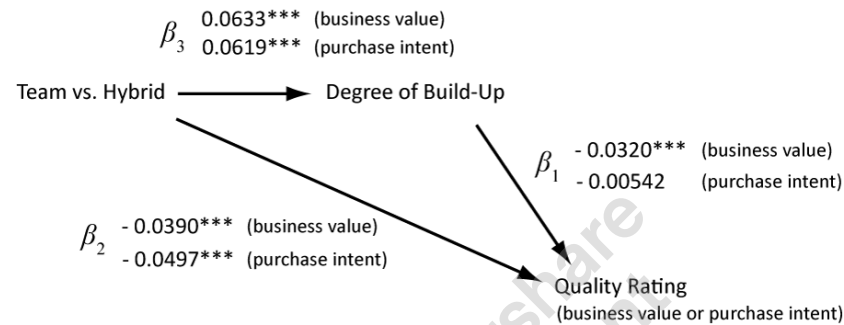 β3 0.0633*** (business value)
0.0619*** (purchase intent)
Team vs. Hybrid
Degree of Build-Up
β1 - 0.0320*** (business value)
- 0.00542 (purchase intent)
β2 - 0.0390*** (business value)
- 0.0497*** (purchase intent)
Quality Rating
(business value or purchase intent)